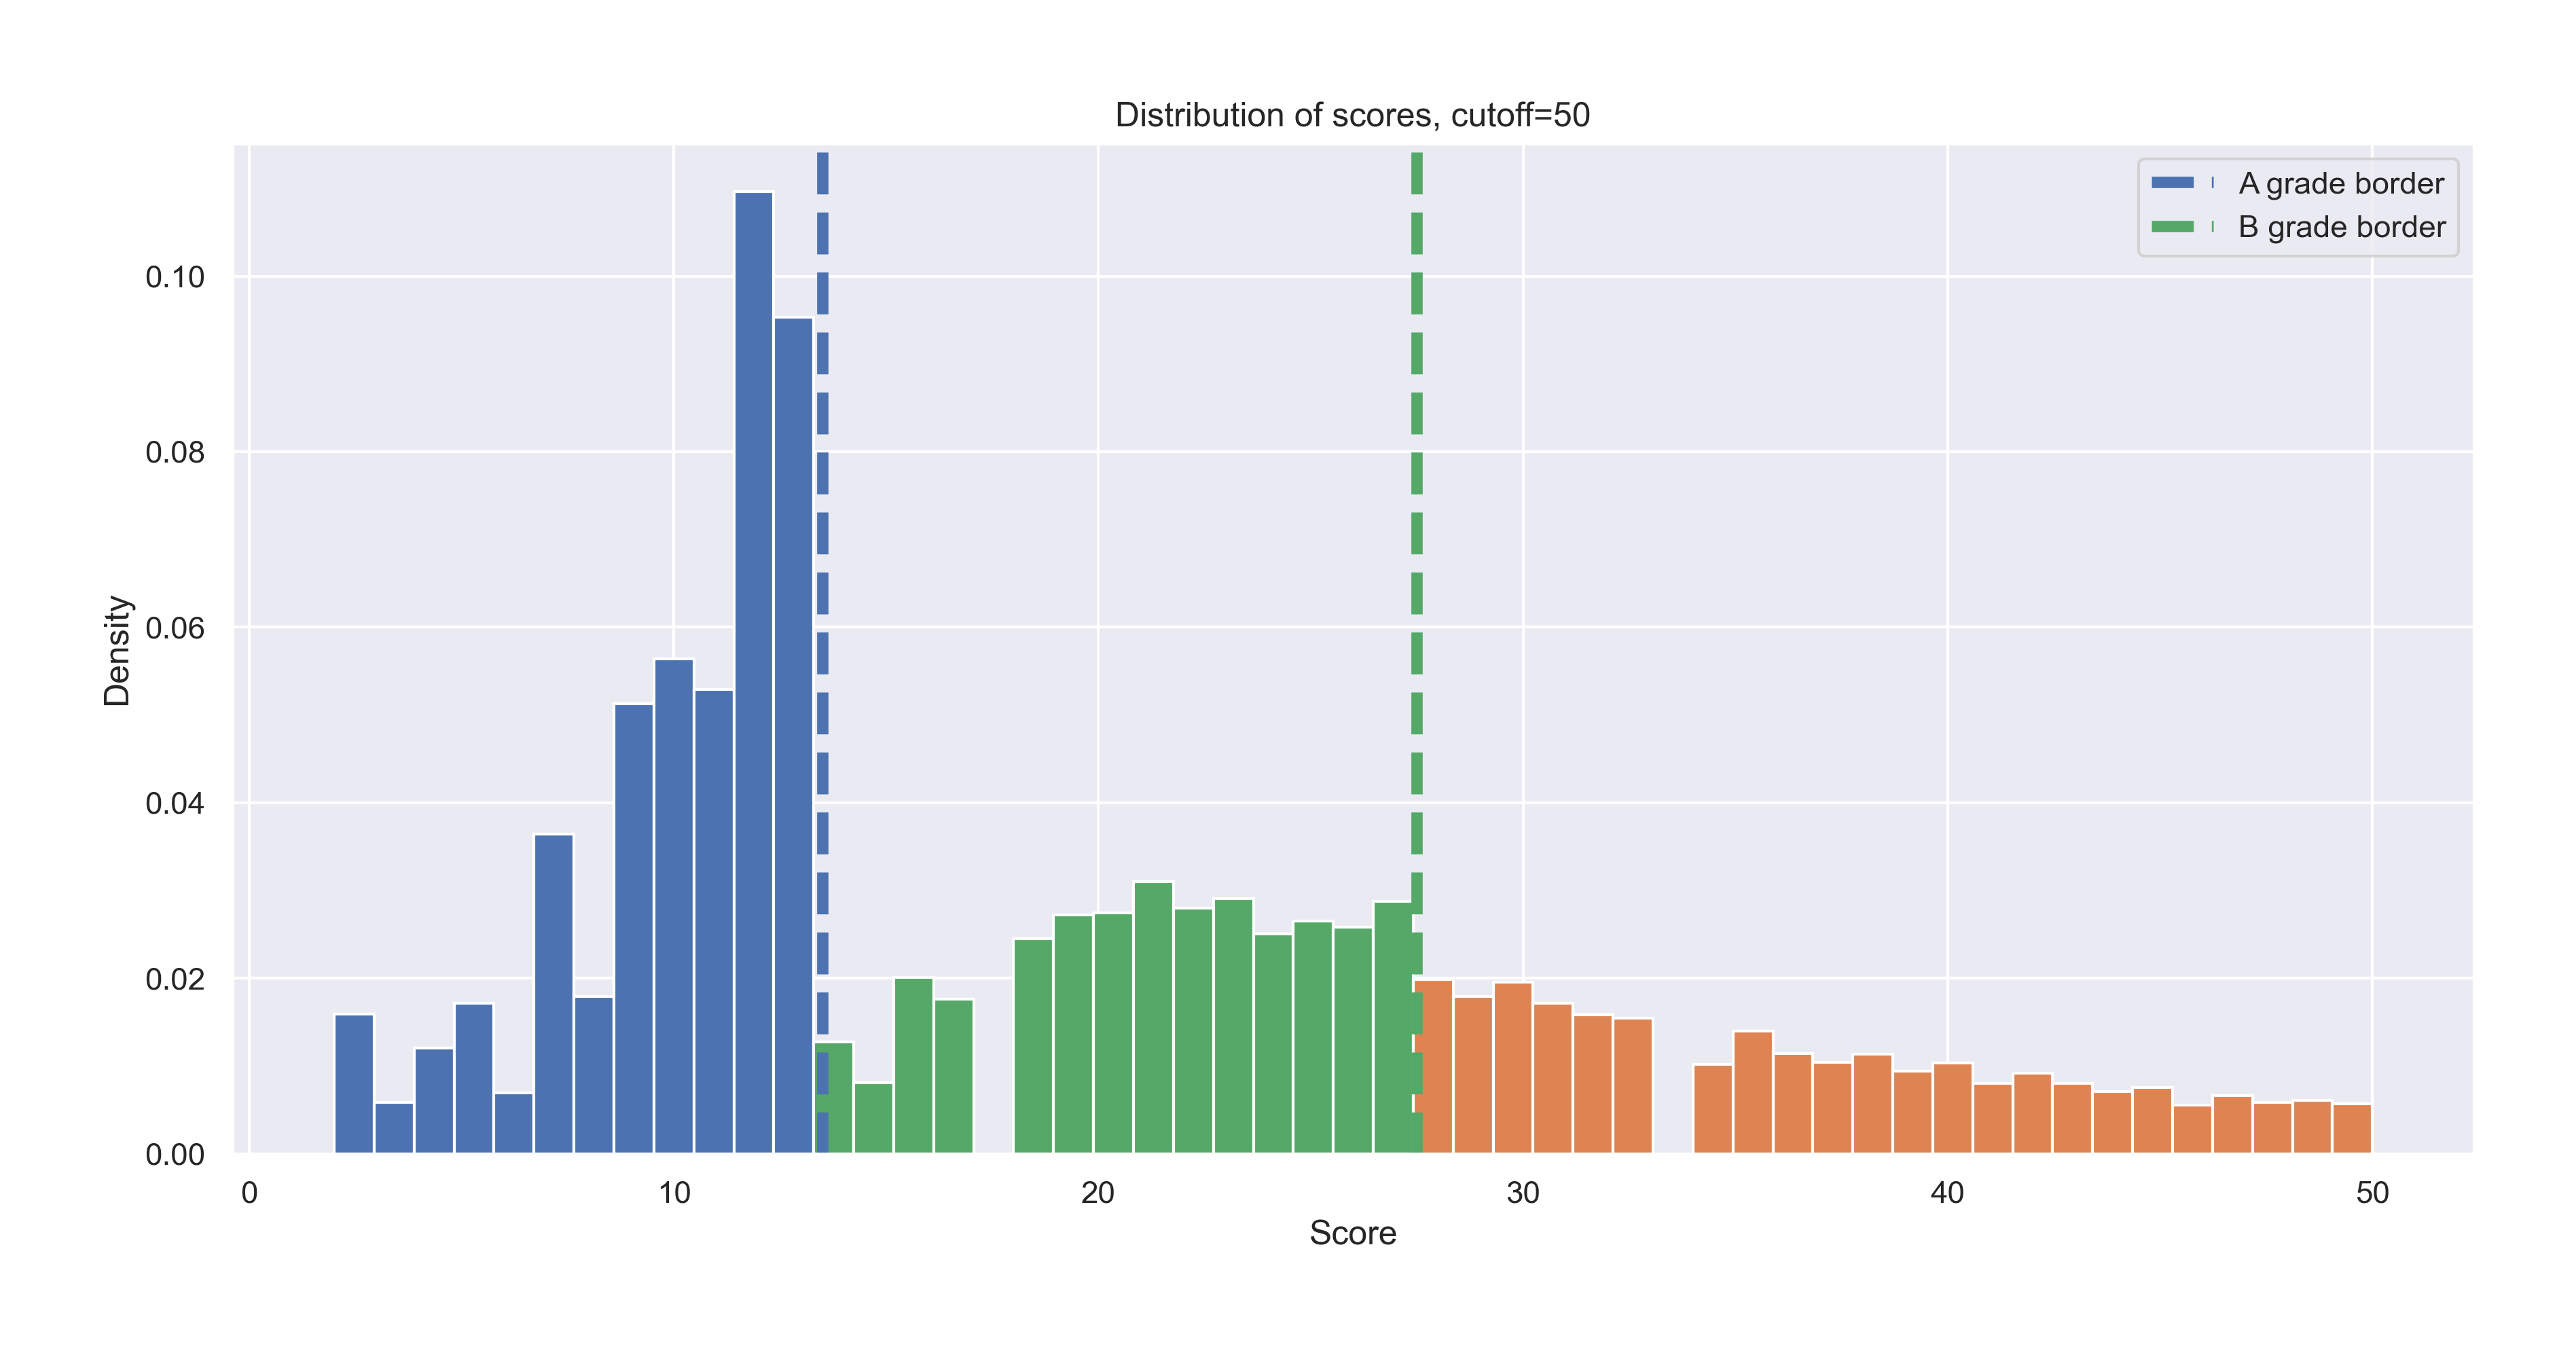 Distribution of scores, cutoff=50
A grade border
B grade border
0.10
0.08
0.06
0.04
0.02
0.00
Density
0 10 20 30 40 50
Score